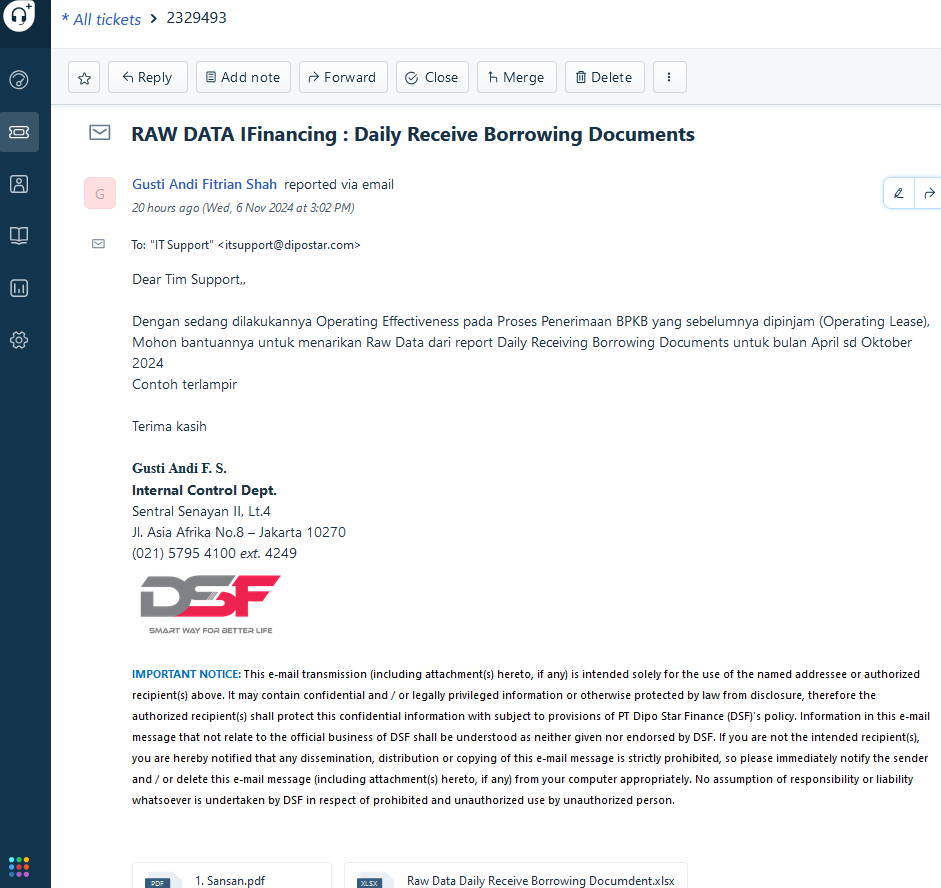 * All tickets > 2329493
Reply
Add note
Forward
Close
Merge
Delete
RAW DATA IFinancing : Daily Receive Borrowing Documents
G
Gusti Andi Fitrian Shah reported via email
20 hours ago (Wed, 6 Nov 2024 at 3:02 PM)
To: "IT Support" <itsupport@dipostar.com>
Dear Tim Support,,
Dengan sedang dilakukannya Operating Effectiveness pada Proses Penerimaan BPKB yang sebelumnya dipinjam (Operating Lease),
Mohon bantuannya untuk menarikan Raw Data dari report Daily Receiving Borrowing Documents untuk bulan April sd Oktober
2024
Contoh terlampir
Terima kasih
Gusti Andi F. S.
Internal Control Dept.
Sentral Senayan II, Lt.4
Jl. Asia Afrika No.8 – Jakarta 10270
(021) 5795 4100 ext. 4249
DSF
SMART WAY FOR BETTER LIFE
IMPORTANT NOTICE: This e-mail transmission (including attachment(s) hereto, if any) is intended solely for the use of the named addressee or authorized
recipient(s) above. It may contain confidential and / or legally privileged information or otherwise protected by law from disclosure, therefore the
authorized recipient(s) shall protect this confidential information with subject to provisions of PT Dipo Star Finance (DSF)'s policy. Information in this e-mail
message that not relate to the official business of DSF shall be understood as neither given nor endorsed by DSF. If you are not the intended recipient(s),
you are hereby notified that any dissemination, distribution or copying of this e-mail message is strictly prohibited, so please immediately notify the sender
and / or delete this e-mail message (including attachment(s) hereto, if any) from your computer appropriately. No assumption of responsibility or liability
whatsoever is undertaken by DSF in respect of prohibited and unauthorized use by unauthorized person.
PDF 1. Sansan.pdf
XLSX Raw Data Daily Receive Borrowing Documdent.xlsx